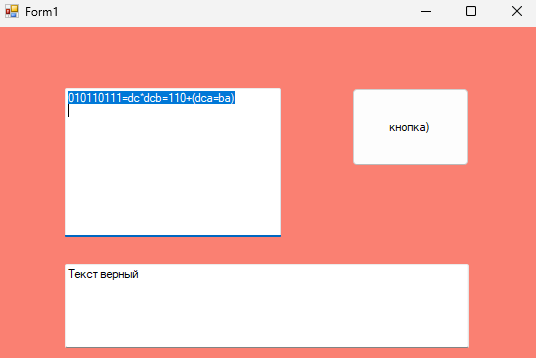 Form1
010110111=dc*dcb=110+(dca=ba)
кнопка)
Текст верный